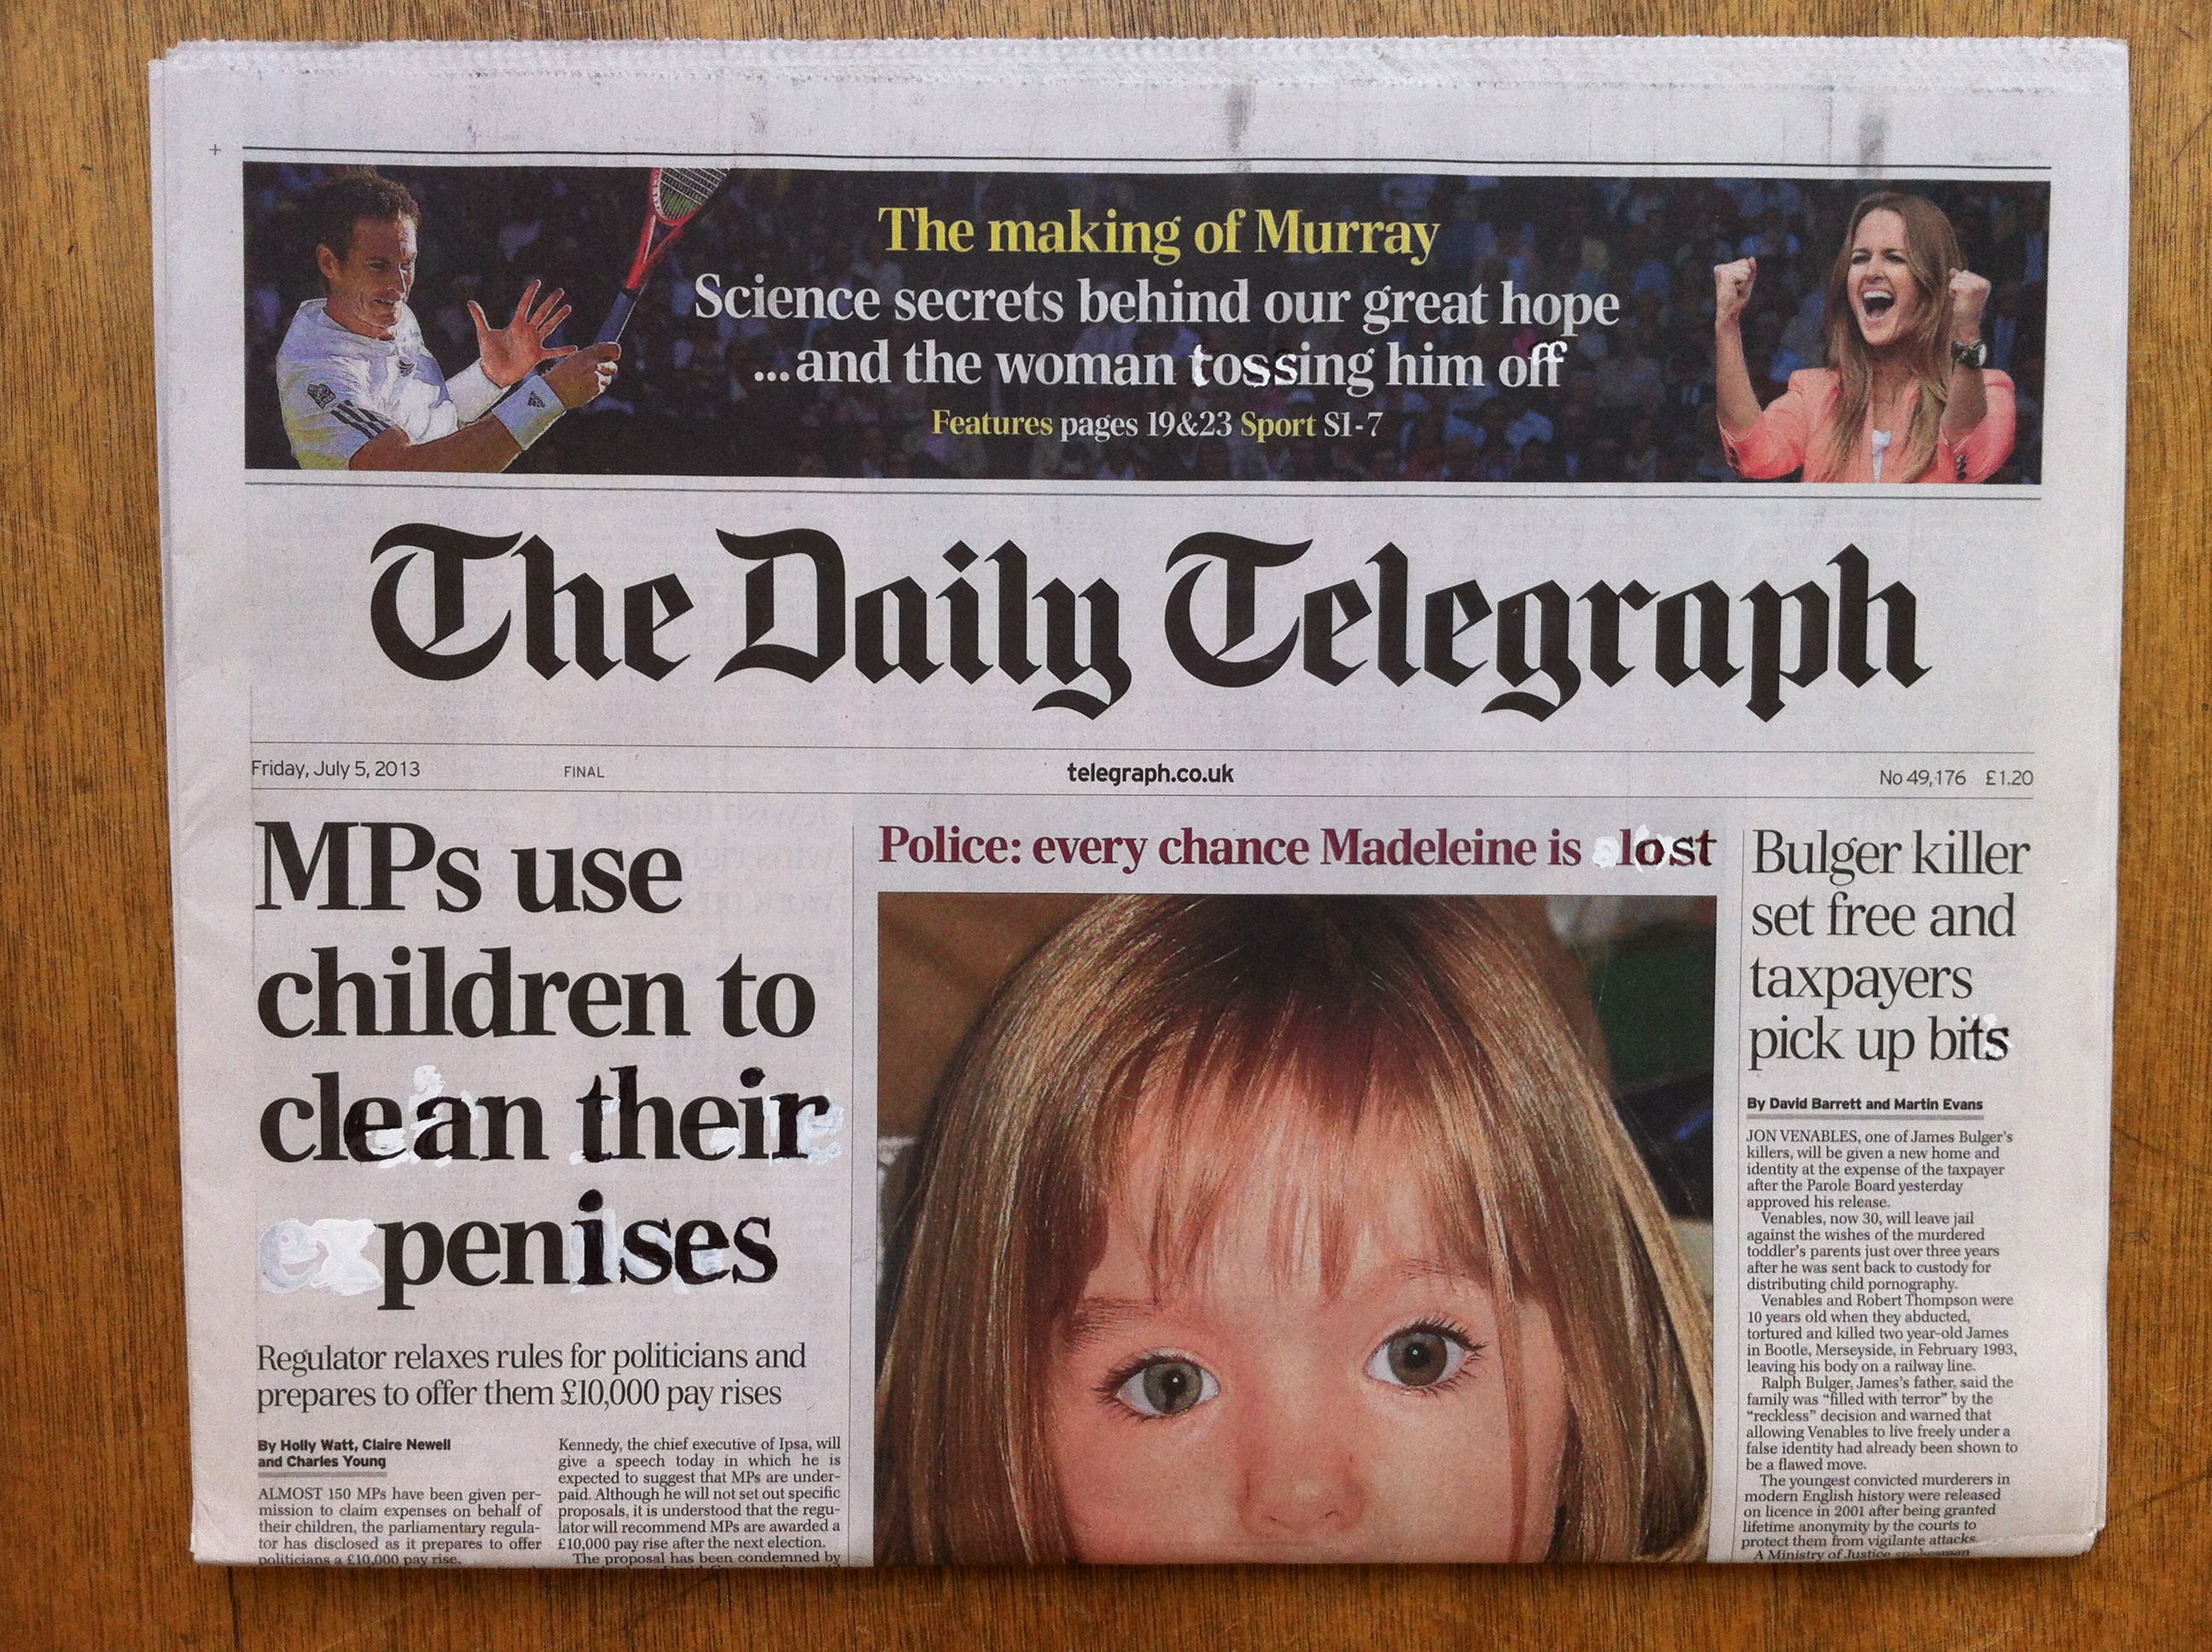 The making of Murray
Science secrets behind our great hope
...and the woman tossing him off
Features pages 19&23 Sport S1-7
The Daily Telegraph
Friday, July 5, 2013 FINAL telegraph.co.uk No 49,176 £1.20
MPs use
children to
clean their
penises
Regulator relaxes rules for politicians and
prepares to offer them £10,000 pay rises
By Holly Watt, Claire Newell
and Charles Young
ALMOST 150 MPs have been given per-
mission to claim expenses on behalf of
their children, the parliamentary regula-
tor has disclosed as it prepares to offer
politicians a £10,000 pay rise.
Kennedy, the chief executive of Ipsa, will
give a speech today in which he is
expected to suggest that MPs are under-
paid. Although he will not set out specific
proposals, it is understood that the regu-
lator will recommend MPs are awarded a
£10,000 pay rise after the next election.
The proposal has been condemned by
Police: every chance Madeleine is lost
Bulger killer
set free and
taxpayers
pick up bits
By David Barrett and Martin Evans
JON VENABLES, one of James Bulger's
killers, will be given a new home and
identity at the expense of the taxpayer
after the Parole Board yesterday
approved his release.
Venables, now 30, will leave jail
against the wishes of the murdered
toddler's parents just over three years
after he was sent back to custody for
distributing child pornography.
Venables and Robert Thompson were
10 years old when they abducted,
tortured and killed two year-old James
in Bootle, Merseyside, in February 1993,
leaving his body on a railway line.
Ralph Bulger, James's father, said the
family was "filled with terror" by the
"reckless" decision and warned that
allowing Venables to live freely under a
false identity had already been shown to
be a flawed move.
The youngest convicted murderers in
modern English history were released
on licence in 2001 after being granted
lifetime anonymity by the courts to
protect them from vigilante attacks.
A Ministry of Justice spokesman